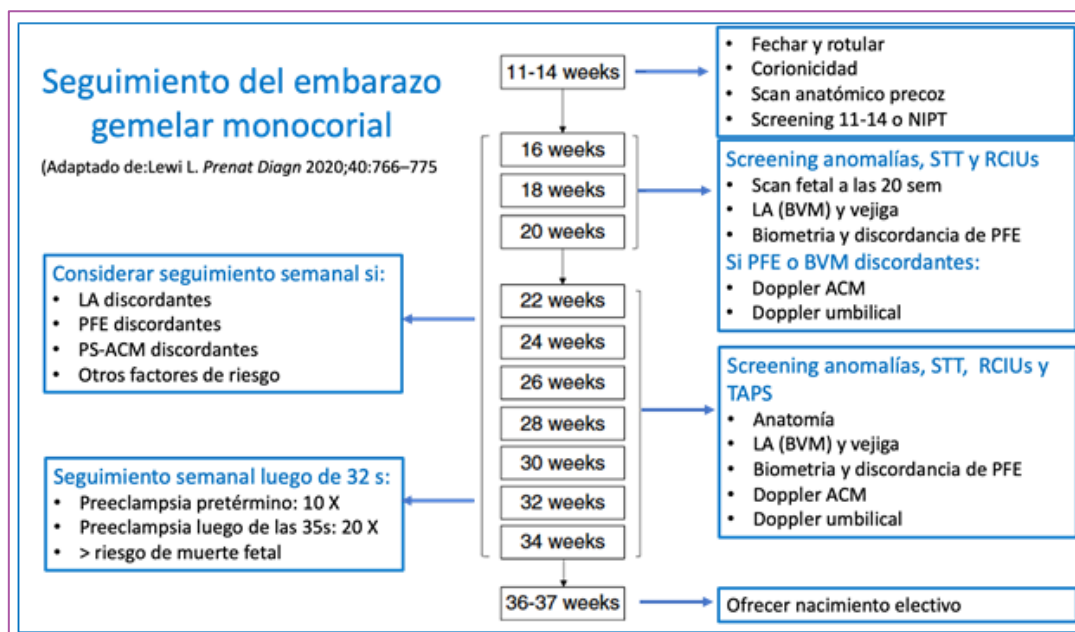 Seguimiento del embarazo
gemelar monocorial
(Adaptado de:Lewi L. Prenat Diagn 2020;40:766–775
11-14 weeks
• Fechar y rotular
• Corionicidad
• Scan anatómico precoz
• Screening 11-14 o NIPT
16 weeks
18 weeks
20 weeks
Screening anomalías, STT y RCIUs
• Scan fetal a las 20 sem
• LA (BVM) y vejiga
• Biometria y discordancia de PFE
Si PFE o BVM discordantes:
• Doppler ACM
• Doppler umbilical
Considerar seguimiento semanal si:
• LA discordantes
• PFE discordantes
• PS-ACM discordantes
• Otros factores de riesgo
22 weeks
24 weeks
26 weeks
28 weeks
30 weeks
32 weeks
34 weeks
Screening anomalías, STT, RCIUs y
TAPS
• Anatomía
• LA (BVM) y vejiga
• Biometria y discordancia de PFE
• Doppler ACM
• Doppler umbilical
Seguimiento semanal luego de 32 s:
• Preeclampsia pretérmino: 10 X
• Preeclampsia luego de las 35s: 20 X
• > riesgo de muerte fetal
36-37 weeks
Ofrecer nacimiento electivo